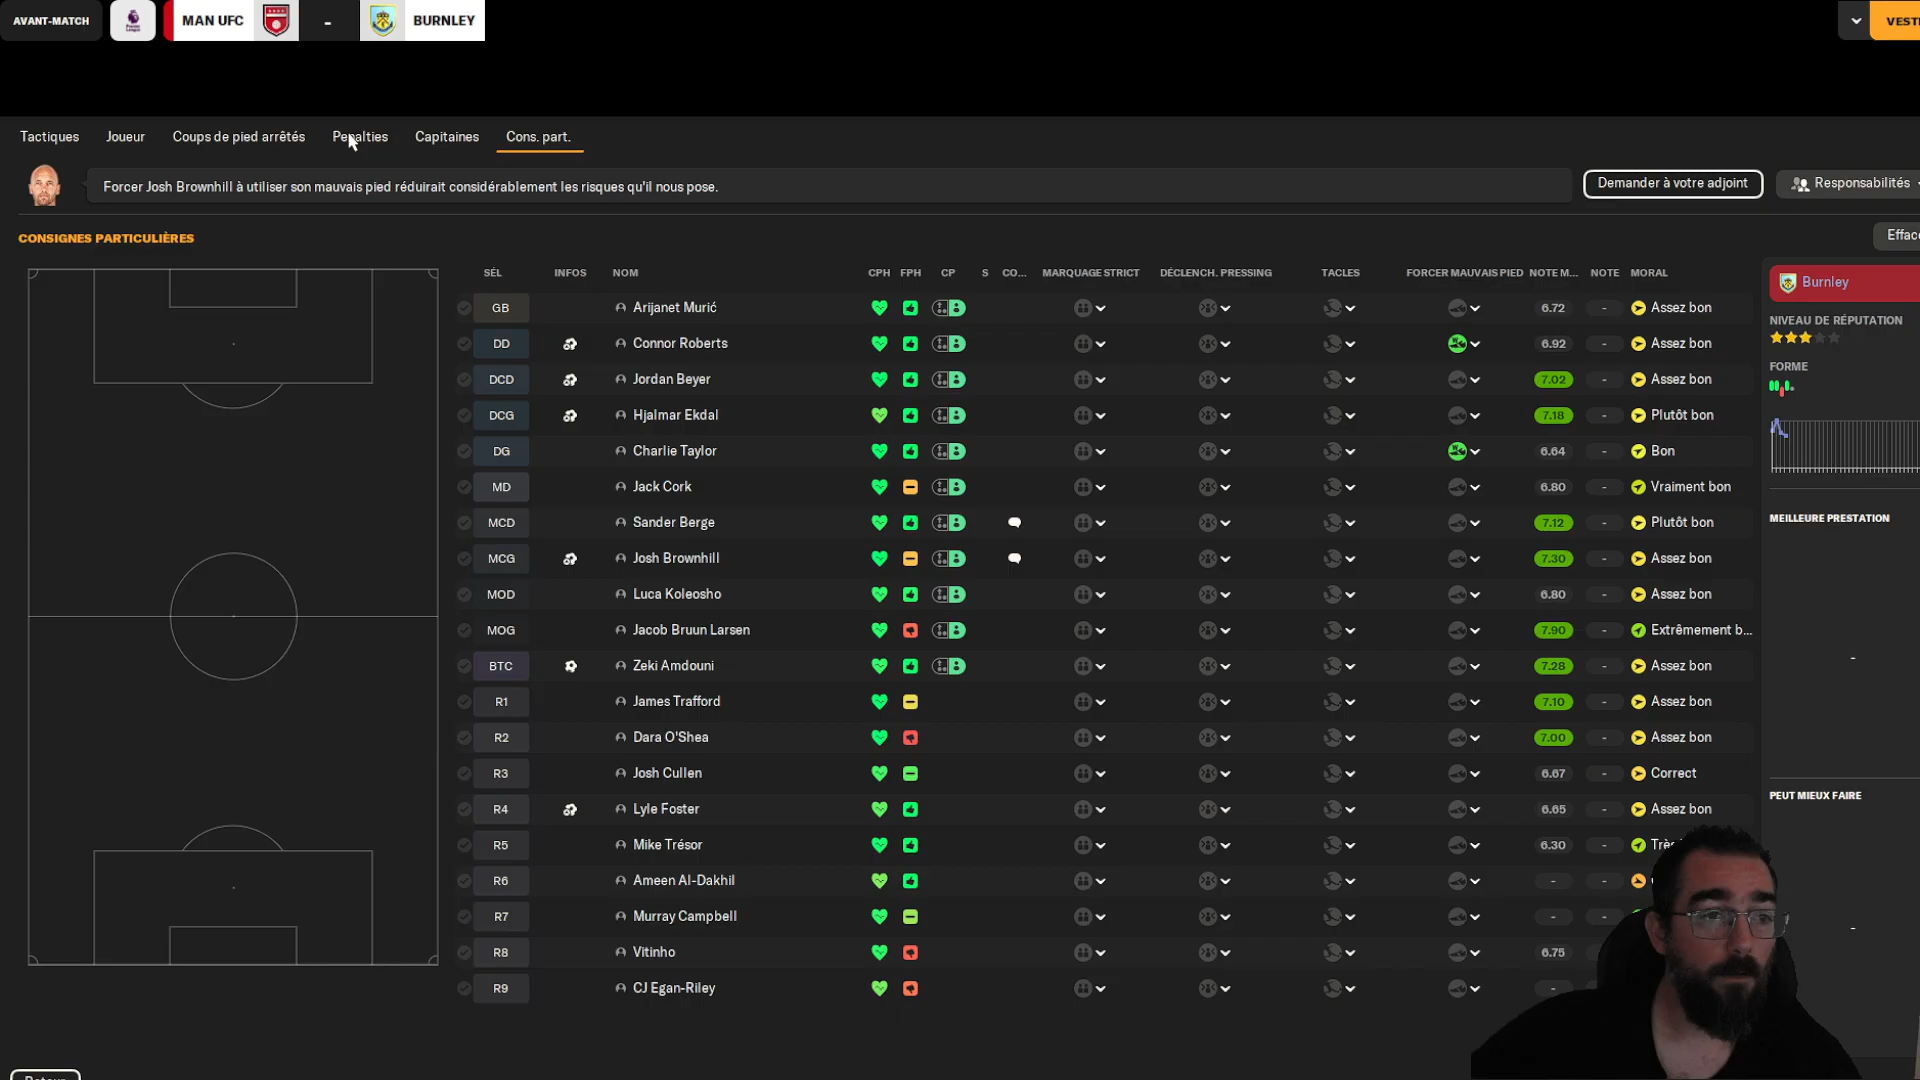 AVANT-MATCH
MAN UFC
-
BURNLEY
Tactiques
Joueur
Coups de pied arrêtés
Penalties
Capitaines
Cons. part.
Forcer Josh Brownhill à utiliser son mauvais pied réduirait considérablement les risques qu'il nous pose.
Demander à votre adjoint
Responsabilités
CONSIGNES PARTICULIÈRES
SÉL INFOS NOM CPH FPH CP S CO... MARQUAGE STRICT DÉCLENCH. PRESSING TACLES FORCER MAUVAIS PIED NOTE M... NOTE MORAL
GB Arijanet Murić 6.72 - Assez bon
DD Connor Roberts 6.92 - Assez bon
DCD Jordan Beyer 7.02 - Assez bon
DCG Hjalmar Ekdal 7.18 - Plutôt bon
DG Charlie Taylor 6.64 - Bon
MD Jack Cork 6.80 - Vraiment bon
MCD Sander Berge 7.12 - Plutôt bon
MCG Josh Brownhill 7.30 - Assez bon
MOD Luca Koleosho 6.80 - Assez bon
MOG Jacob Bruun Larsen 7.90 - Extrêmement b...
BTC Zeki Amdouni 7.28 - Assez bon
R1 James Trafford 7.10 - Assez bon
R2 Dara O'Shea 7.00 - Assez bon
R3 Josh Cullen 6.67 - Correct
R4 Lyle Foster 6.65 - Assez bon
R5 Mike Trésor 6.30 -
R6 Ameen Al-Dakhil - -
R7 Murray Campbell - -
R8 Vitinho 6.75
R9 CJ Egan-Riley -
Burnley
NIVEAU DE RÉPUTATION
FORME
MEILLEURE PRESTATION
-
PEUT MIEUX FAIRE
-